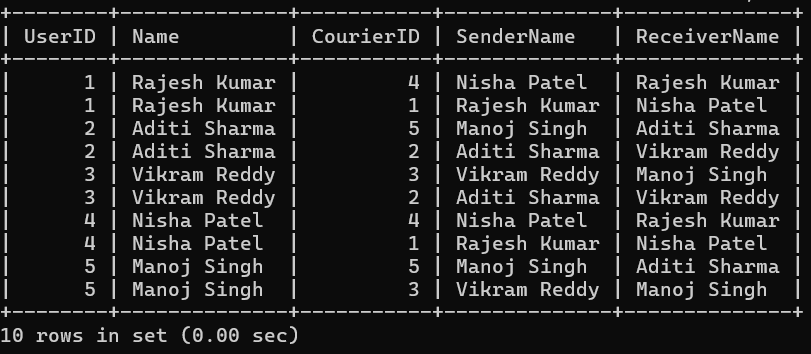 +--------+--------------+-----------+--------------+--------------+
| UserID | Name         | CourierID | SenderName   | ReceiverName |
+--------+--------------+-----------+--------------+--------------+
|      1 | Rajesh Kumar |         4 | Nisha Patel  | Rajesh Kumar |
|      1 | Rajesh Kumar |         1 | Rajesh Kumar | Nisha Patel  |
|      2 | Aditi Sharma |         5 | Manoj Singh  | Aditi Sharma |
|      2 | Aditi Sharma |         2 | Aditi Sharma | Vikram Reddy |
|      3 | Vikram Reddy |         3 | Vikram Reddy | Manoj Singh  |
|      3 | Vikram Reddy |         2 | Aditi Sharma | Vikram Reddy |
|      4 | Nisha Patel  |         4 | Nisha Patel  | Rajesh Kumar |
|      4 | Nisha Patel  |         1 | Rajesh Kumar | Nisha Patel  |
|      5 | Manoj Singh  |         5 | Manoj Singh  | Aditi Sharma |
|      5 | Manoj Singh  |         3 | Vikram Reddy | Manoj Singh  |
+--------+--------------+-----------+--------------+--------------+
10 rows in set (0.00 sec)